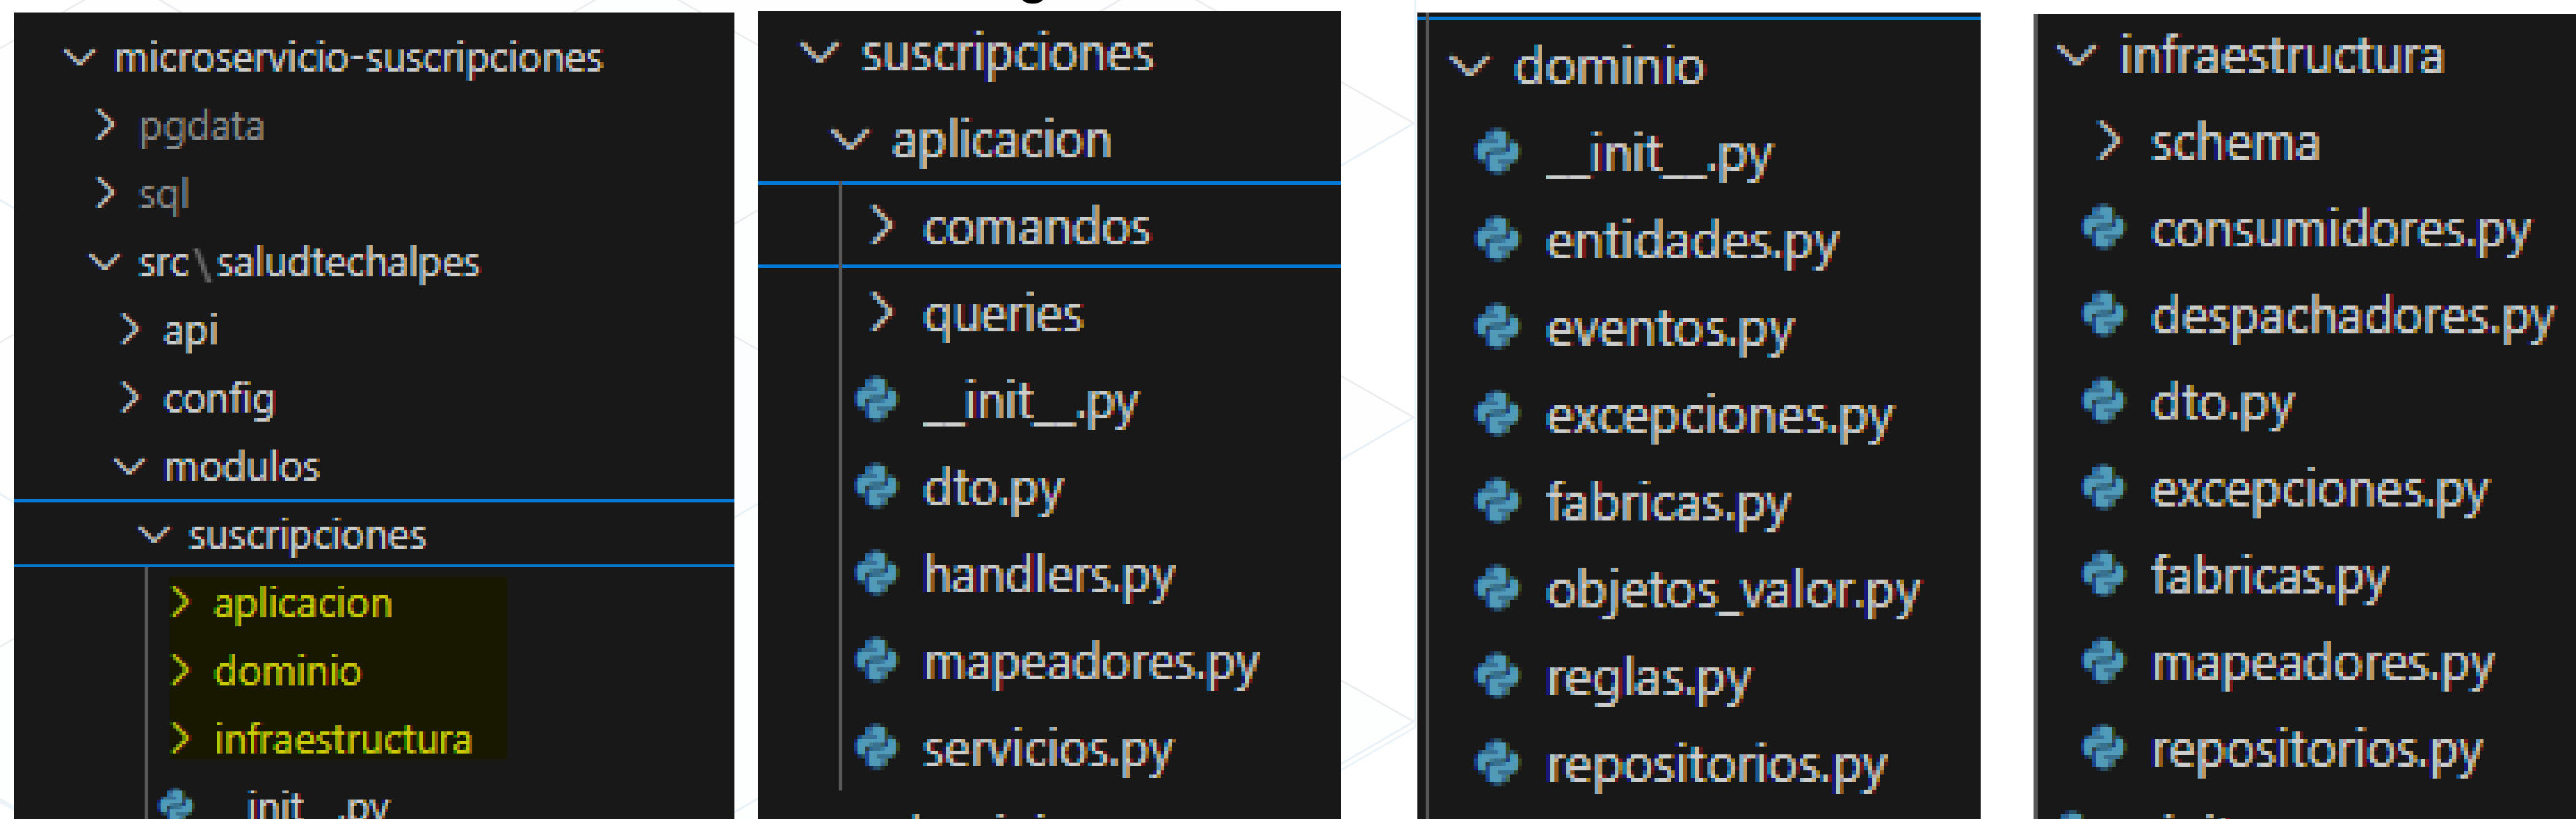 microservicio-suscripciones
pgdata
sql
src\saludtechalpes
api
config
modulos
suscripciones
aplicacion
dominio
infraestructura
__init__.py
suscripciones
aplicacion
comandos
queries
__init__.py
dto.py
handlers.py
mapeadores.py
servicios.py
dominio
__init__.py
entidades.py
eventos.py
excepciones.py
fabricas.py
objetos_valor.py
reglas.py
repositorios.py
infraestructura
schema
consumidores.py
despachadores.py
dto.py
excepciones.py
fabricas.py
mapeadores.py
repositorios.py